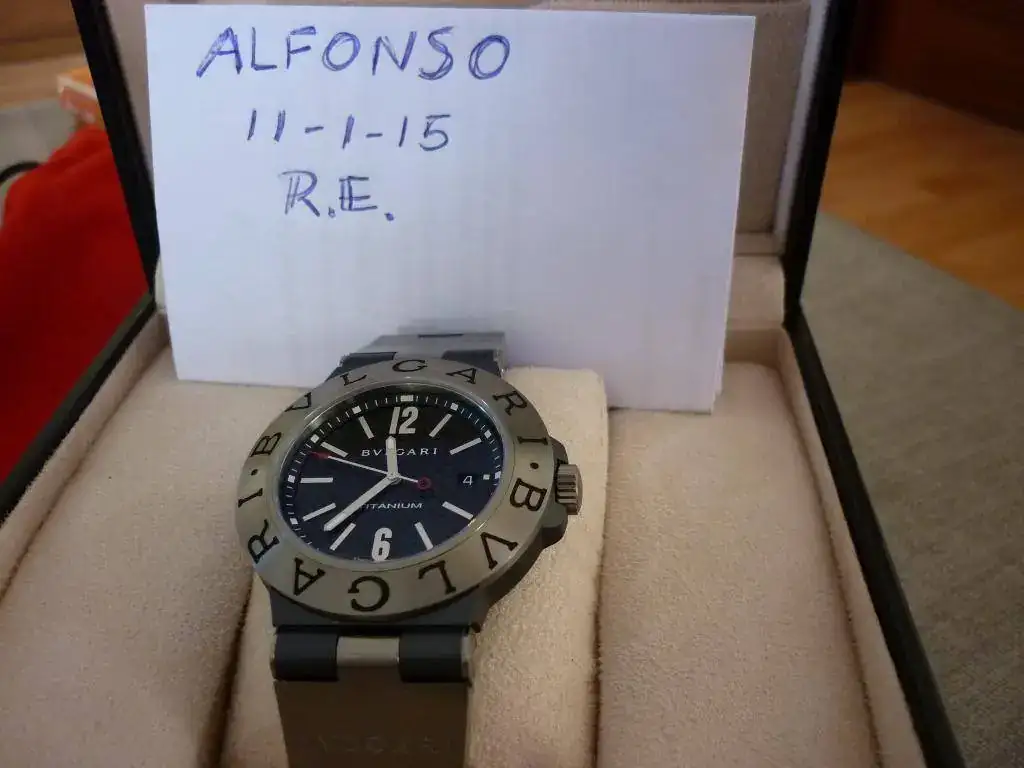 ALFONSO
11-1-15
R.E.
BVLGARI · BVLGARI ·
12
BVLGARI
4
TITANIUM
6